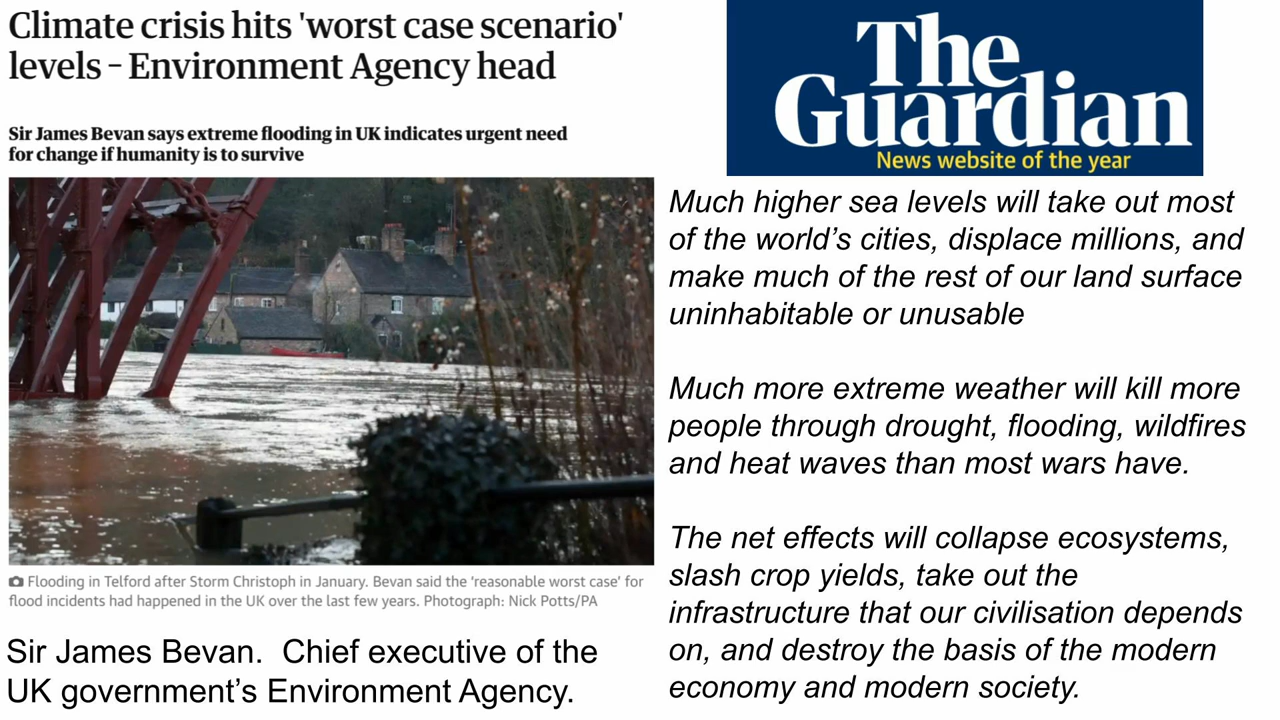 Climate crisis hits 'worst case scenario'
levels – Environment Agency head
Sir James Bevan says extreme flooding in UK indicates urgent need
for change if humanity is to survive
Flooding in Telford after Storm Christoph in January. Bevan said the 'reasonable worst case' for
flood incidents had happened in the UK over the last few years. Photograph: Nick Potts/PA
Sir James Bevan.  Chief executive of the
UK government’s Environment Agency.
The
Guardian
News website of the year
Much higher sea levels will take out most
of the world’s cities, displace millions, and
make much of the rest of our land surface
uninhabitable or unusable
Much more extreme weather will kill more
people through drought, flooding, wildfires
and heat waves than most wars have.
The net effects will collapse ecosystems,
slash crop yields, take out the
infrastructure that our civilisation depends
on, and destroy the basis of the modern
economy and modern society.